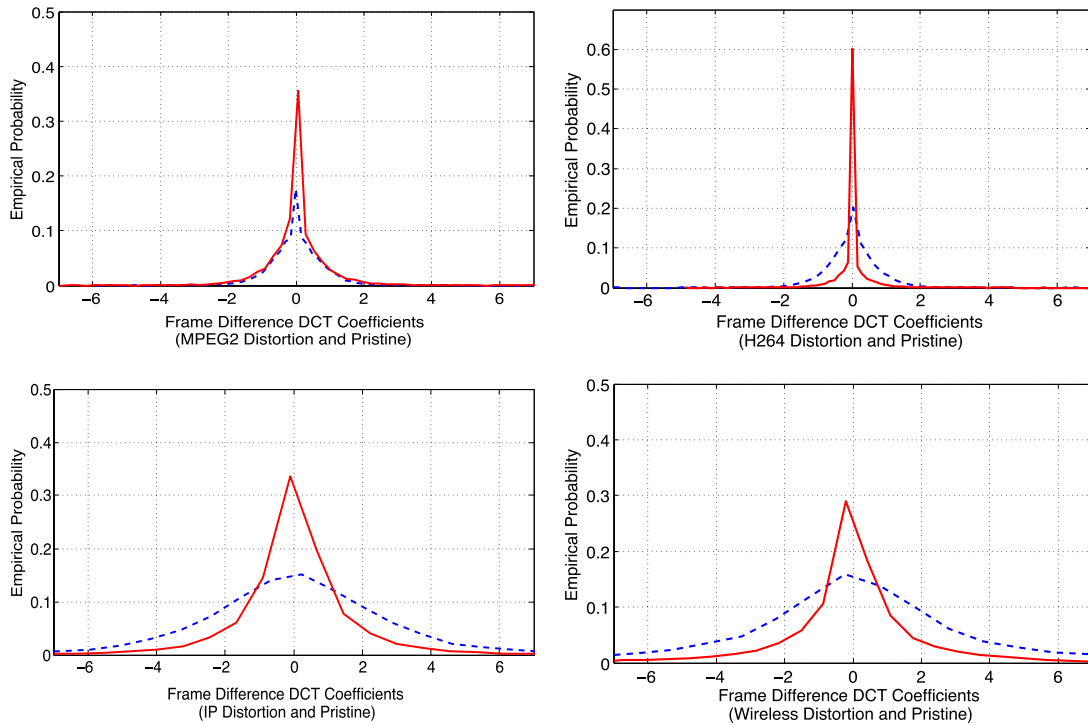 0.5
0.4
0.3
0.2
0.1
0
Empirical Probability
−6 −4 −2 0 2 4 6
Frame Difference DCT Coefficients
(MPEG2 Distortion and Pristine)
0.6
0.5
0.4
0.3
0.2
0.1
0
Empirical Probability
−6 −4 −2 0 2 4 6
Frame Difference DCT Coefficients
(H264 Distortion and Pristine)
0.5
0.4
0.3
0.2
0.1
0
Empirical Probability
−6 −4 −2 0 2 4 6
Frame Difference DCT Coefficients
(IP Distortion and Pristine)
0.5
0.4
0.3
0.2
0.1
0
Empirical Probability
−6 −4 −2 0 2 4 6
Frame Difference DCT Coefficients
(Wireless Distortion and Pristine)